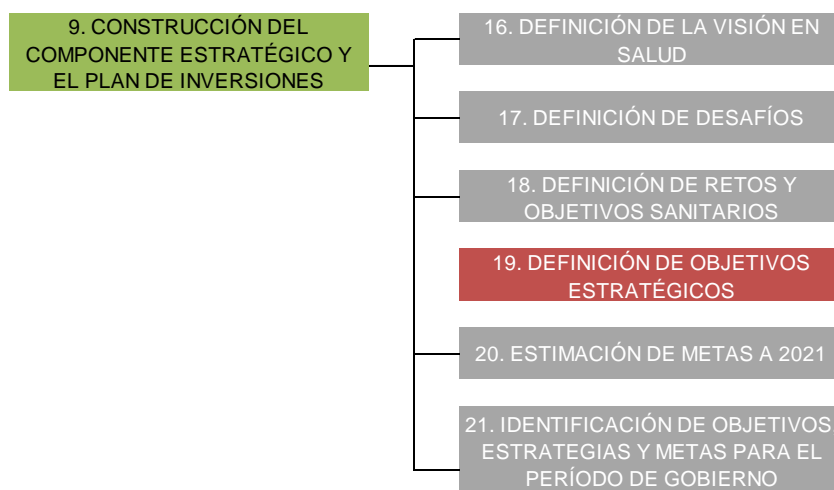 9. CONSTRUCCIÓN DEL
COMPONENTE ESTRATÉGICO Y
EL PLAN DE INVERSIONES
16. DEFINICIÓN DE LA VISIÓN EN
SALUD
17. DEFINICIÓN DE DESAFÍOS
18. DEFINICIÓN DE RETOS Y
OBJETIVOS SANITARIOS
19. DEFINICIÓN DE OBJETIVOS
ESTRATÉGICOS
20. ESTIMACIÓN DE METAS A 2021
21. IDENTIFICACIÓN DE OBJETIVOS
ESTRATEGIAS Y METAS PARA EL
PERÍODO DE GOBIERNO